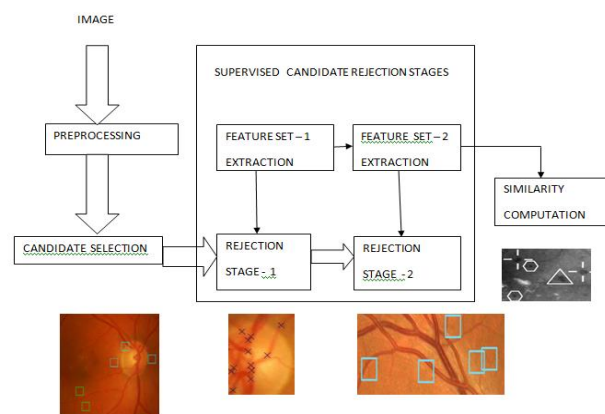 IMAGE
SUPERVISED CANDIDATE REJECTION STAGES
PREPROCESSING
FEATURE SET – 1
EXTRACTION
FEATURE SET – 2
EXTRACTION
SIMILARITY
COMPUTATION
CANDIDATE SELECTION
REJECTION
STAGE- 1
REJECTION
STAGE -2